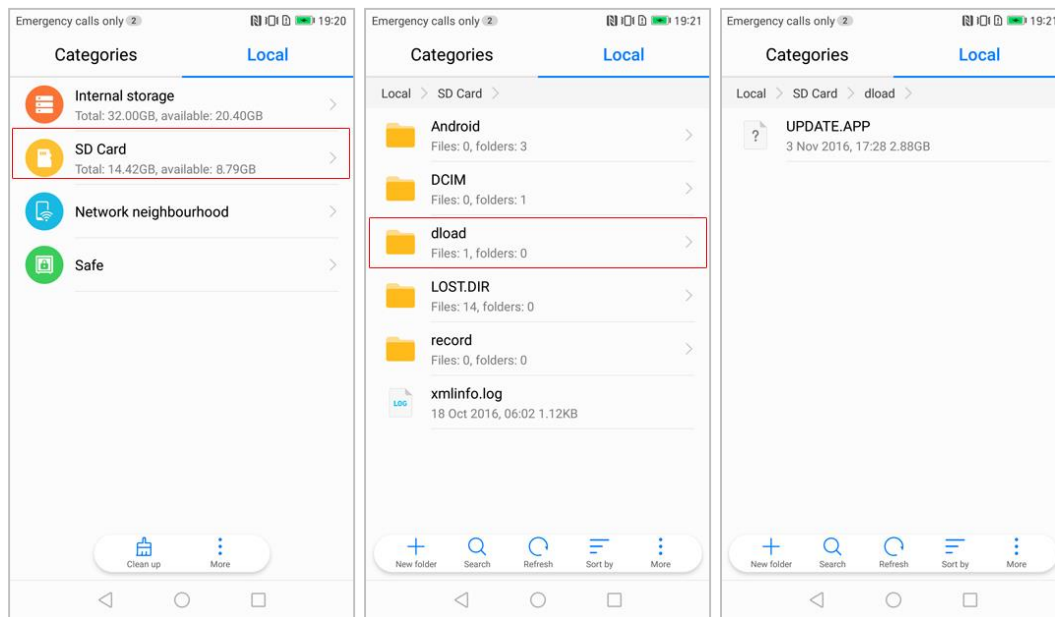 Emergency calls only 2 19:20
Categories Local
Internal storage
Total: 32.00GB, available: 20.40GB
SD Card
Total: 14.42GB, available: 8.79GB
Network neighbourhood
Safe
Clean up More
Emergency calls only 2 19:21
Categories Local
Local > SD Card >
Android
Files: 0, folders: 3
DCIM
Files: 0, folders: 1
dload
Files: 1, folders: 0
LOST.DIR
Files: 14, folders: 0
record
Files: 0, folders: 0
LOG
xmlinfo.log
18 Oct 2016, 06:02 1.12KB
New folder Search Refresh Sort by More
Emergency calls only 2 19:21
Categories Local
Local > SD Card > dload >
?
UPDATE.APP
3 Nov 2016, 17:28 2.88GB
New folder Search Refresh Sort by More